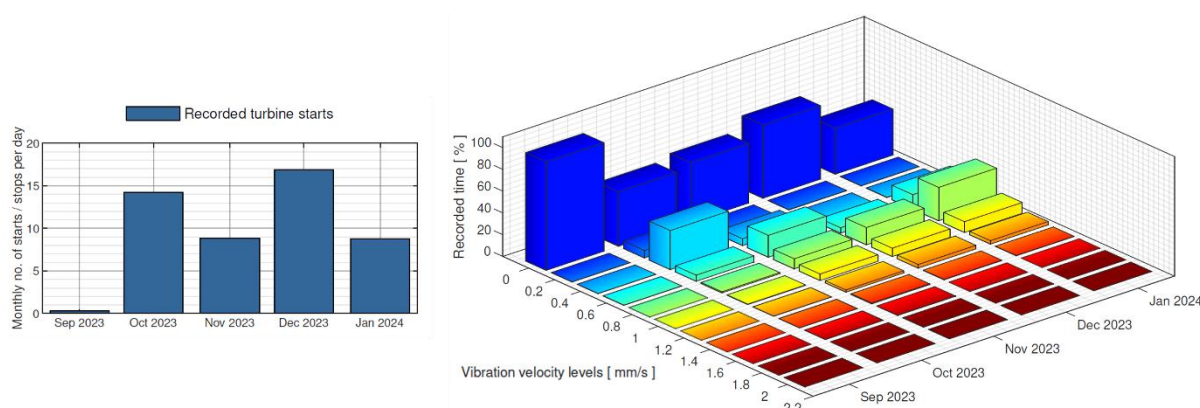 Recorded turbine starts
Monthly no. of starts / stops per day
20
15
10
5
0
Sep 2023
Oct 2023
Nov 2023
Dec 2023
Jan 2024
Recorded time [ % ]
100
80
60
40
20
0
Vibration velocity levels [ mm/s ]
0
0.2
0.4
0.6
0.8
1
1.2
1.4
1.6
1.8
2
2.2
Sep 2023
Oct 2023
Nov 2023
Dec 2023
Jan 2024